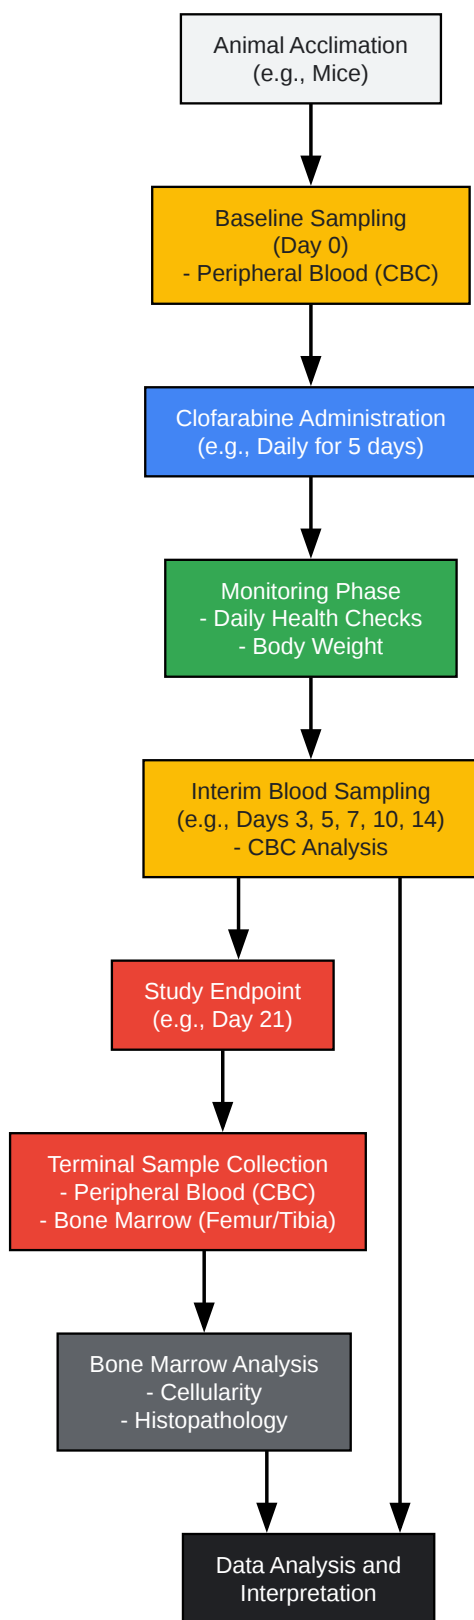 Animal Acclimation
(e.g., Mice)
Baseline Sampling
(Day 0)
- Peripheral Blood (CBC)
Clofarabine Administration
(e.g., Daily for 5 days)
Monitoring Phase
- Daily Health Checks
- Body Weight
Interim Blood Sampling
(e.g., Days 3, 5, 7, 10, 14)
- CBC Analysis
Study Endpoint
(e.g., Day 21)
Terminal Sample Collection
- Peripheral Blood (CBC)
- Bone Marrow (Femur/Tibia)
Bone Marrow Analysis
- Cellularity
- Histopathology
Data Analysis and
Interpretation